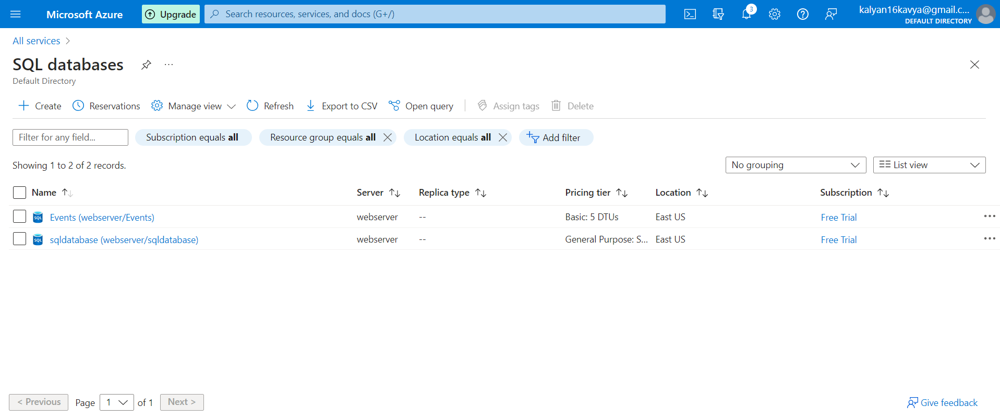 Microsoft Azure
Upgrade
Search resources, services, and docs (G+/)
3
kalyan16kavya@gmail.c...
DEFAULT DIRECTORY
All services >
SQL databases
...
Default Directory
Create
Reservations
Manage view
Refresh
Export to CSV
Open query
Assign tags
Delete
Filter for any field...
Subscription equals all
Resource group equals all
Location equals all
Add filter
Showing 1 to 2 of 2 records.
No grouping
List view
Name Server Replica type Pricing tier Location Subscription
SQL Events (webserver/Events) webserver -- Basic: 5 DTUs East US Free Trial ...
SQL sqldatabase (webserver/sqldatabase) webserver -- General Purpose: S... East US Free Trial ...
< Previous Page 1 of 1 Next >
Give feedback